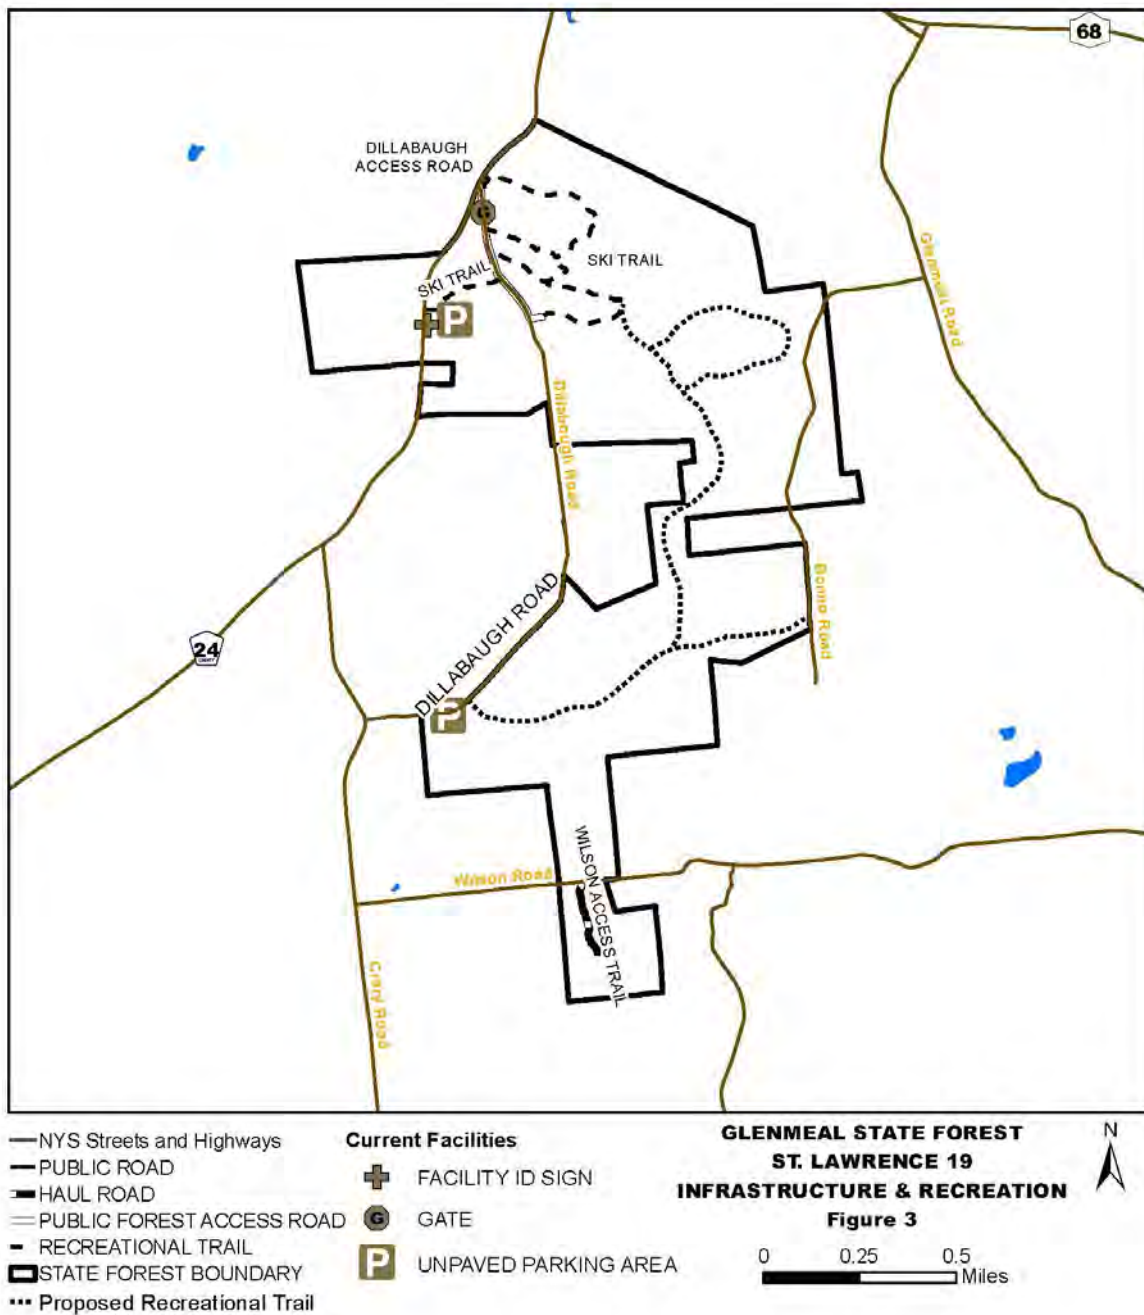 68
DILLABAUGH
ACCESS ROAD
G
SKI TRAIL
SKI TRAIL
P
Glenmeal Road
Dillabaugh Road
DILLABAUGH ROAD
Bonno Road
24
COUNTY
P
WILSON ACCESS TRAIL
Wilson Road
Crary Road
NYS Streets and Highways
PUBLIC ROAD
HAUL ROAD
PUBLIC FOREST ACCESS ROAD
RECREATIONAL TRAIL
STATE FOREST BOUNDARY
Proposed Recreational Trail
Current Facilities
FACILITY ID SIGN
G GATE
P UNPAVED PARKING AREA
GLENMEAL STATE FOREST
ST. LAWRENCE 19
INFRASTRUCTURE & RECREATION
Figure 3
N
0 0.25 0.5
Miles